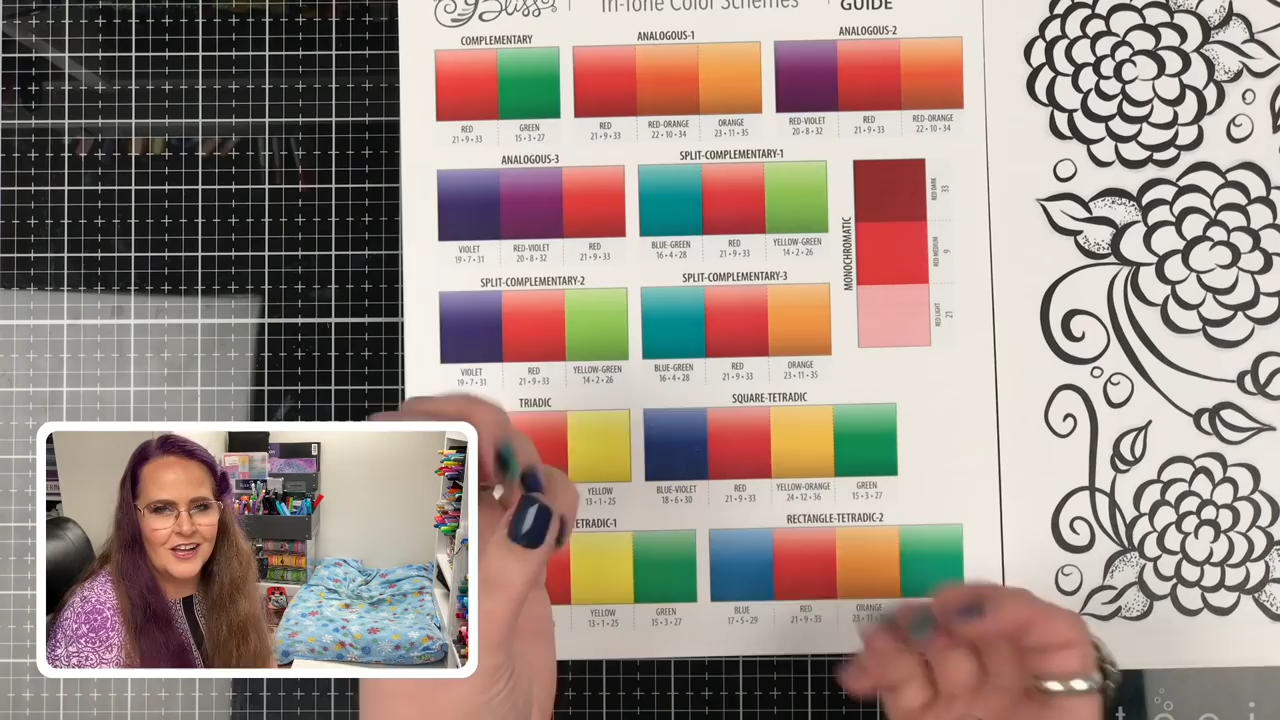 Bliss
Tri-Tone Color Schemes
GUIDE
COMPLEMENTARY
RED
21•9•33
GREEN
15•3•27
ANALOGOUS-1
RED
21•9•33
RED-ORANGE
22•10•34
ORANGE
23•11•35
ANALOGOUS-2
RED-VIOLET
20•8•32
RED
21•9•33
RED-ORANGE
22•10•34
ANALOGOUS-3
VIOLET
19•7•31
RED-VIOLET
20•8•32
RED
21•9•33
SPLIT-COMPLEMENTARY-1
BLUE-GREEN
16•4•28
RED
21•9•33
YELLOW-GREEN
14•2•26
MONOCHROMATIC
RED DARK
33
RED MEDIUM
9
RED LIGHT
21
SPLIT-COMPLEMENTARY-2
VIOLET
19•7•31
RED
21•9•33
YELLOW-GREEN
14•2•26
SPLIT-COMPLEMENTARY-3
BLUE-GREEN
16•4•28
RED
21•9•33
ORANGE
23•11•35
TRIADIC
YELLOW
13•1•25
SQUARE-TETRADIC
BLUE-VIOLET
18•6•30
RED
21•9•33
YELLOW-ORANGE
24•12•36
GREEN
15•3•27
TETRADIC-1
YELLOW
13•1•25
GREEN
15•3•27
RECTANGLE-TETRADIC-2
BLUE
17•5•29
RED
21•9•33
ORANGE
23•11